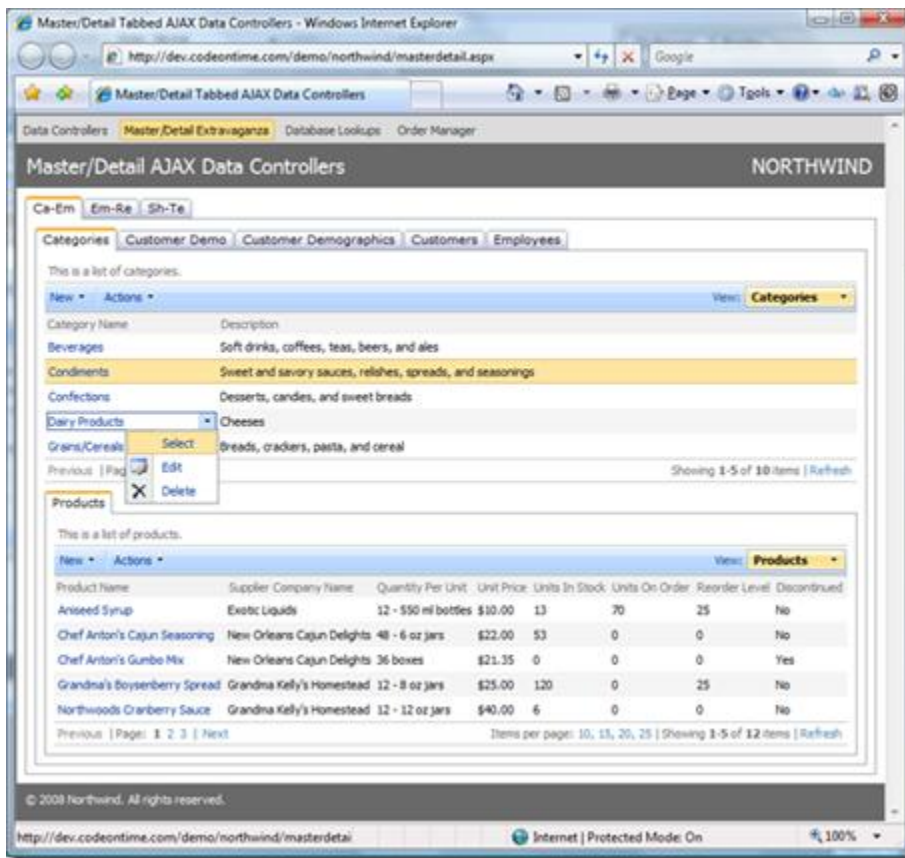 Master/Detail Tabbed AJAX Data Controllers - Windows Internet Explorer
http://dev.codeontime.com/demo/northwind/masterdetail.aspx Google
Master/Detail Tabbed AJAX Data Controllers Page Tools
Data Controllers Master/Detail Extravaganza Database Lookups Order Manager
Master/Detail AJAX Data Controllers NORTHWIND
Ca-Em Em-Re Sh-Te
Categories Customer Demo Customer Demographics Customers Employees
This is a list of categories.
New Actions View: Categories
Category Name Description
Beverages Soft drinks, coffees, teas, beers, and ales
Condiments Sweet and savory sauces, relishes, spreads, and seasonings
Confections Desserts, candies, and sweet breads
Dairy Products Cheeses
Grains/Cereals Breads, crackers, pasta, and cereal
Select
Edit
Delete
Previous | Pag Showing 1-5 of 10 items | Refresh
Products
This is a list of products.
New Actions View: Products
Product Name Supplier Company Name Quantity Per Unit Unit Price Units In Stock Units On Order Reorder Level Discontinued
Aniseed Syrup Exotic Liquids 12 - 550 ml bottles $10.00 13 70 25 No
Chef Anton's Cajun Seasoning New Orleans Cajun Delights 48 - 6 oz jars $22.00 53 0 0 No
Chef Anton's Gumbo Mix New Orleans Cajun Delights 36 boxes $21.35 0 0 0 Yes
Grandma's Boysenberry Spread Grandma Kelly's Homestead 12 - 8 oz jars $25.00 120 0 25 No
Northwoods Cranberry Sauce Grandma Kelly's Homestead 12 - 12 oz jars $40.00 6 0 0 No
Previous | Page: 1 2 3 | Next Items per page: 10, 15, 20, 25 | Showing 1-5 of 12 items | Refresh
© 2008 Northwind. All rights reserved.
http://dev.codeontime.com/demo/northwind/masterdetai Internet | Protected Mode: On 100%